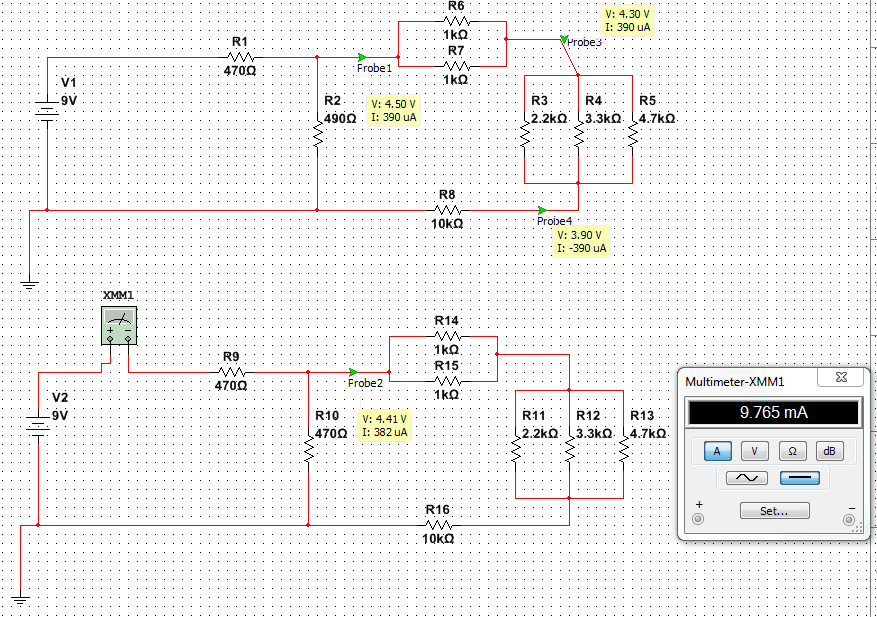 R6
1kΩ
R7
1kΩ
V: 4.30 V
I: 390 uA
Probe3
R1
470Ω
Probe1
V1
9V
R2
490Ω
V: 4.50 V
I: 390 uA
R3
2.2kΩ
R4
3.3kΩ
R5
4.7kΩ
R8
10kΩ
Probe4
V: 3.90 V
I: -390 uA
XMM1
R14
1kΩ
R15
1kΩ
R9
470Ω
Probe2
V2
9V
R10
470Ω
V: 4.41 V
I: 382 uA
R11
2.2kΩ
R12
3.3kΩ
R13
4.7kΩ
R16
10kΩ
Multimeter-XMM1
9.765 mA
A V Ω dB
+ −
Set...